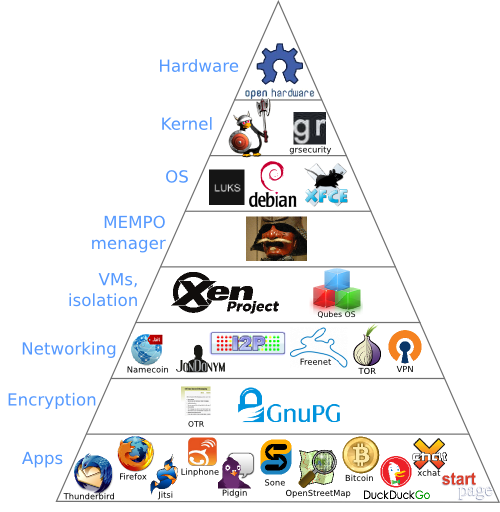 Hardware
open hardware
Kernel
gr
grsecurity
OS
LUKS
debian
XFCE
MEMPO
menager
VMs,
isolation
Xen
Project
Qubes OS
Networking
.bit
Namecoin
JonDonym
I2P
Freenet
TOR
VPN
Encryption
OTR
GnuPG
Apps
Thunderbird
Firefox
Jitsi
Linphone
Pidgin
Sone
OpenStreetMap
Bitcoin
DuckDuckGo
xchat
start
page